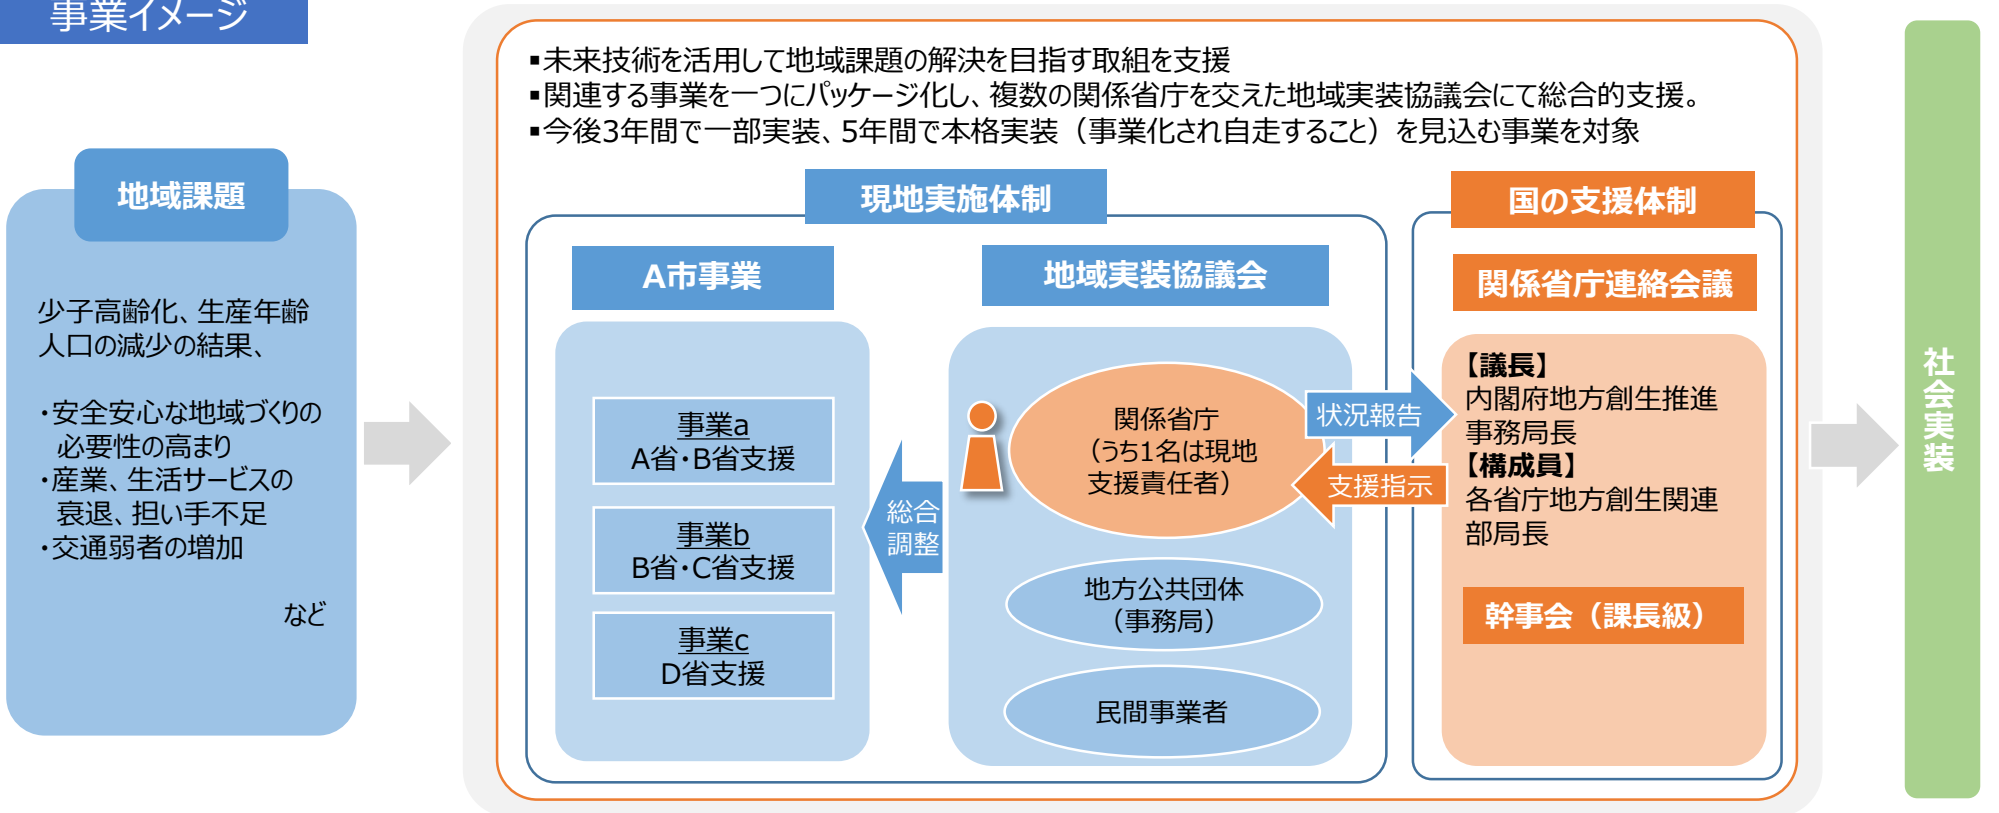 事業イメージ
▪未来技術を活用して地域課題の解決を目指す取組を支援
▪関連する事業を一つにパッケージ化し、複数の関係省庁を交えた地域実装協議会にて総合的支援。
▪今後3年間で一部実装、5年間で本格実装（事業化され自走すること）を見込む事業を対象
地域課題
少子高齢化、生産年齢
人口の減少の結果、
・安全安心な地域づくりの
必要性の高まり
・産業、生活サービスの
衰退、担い手不足
・交通弱者の増加
など
現地実施体制
A市事業
事業a
A省・B省支援
事業b
B省・C省支援
事業c
D省支援
総合
調整
地域実装協議会
関係省庁
（うち1名は現地
支援責任者）
地方公共団体
（事務局）
民間事業者
状況報告
支援指示
国の支援体制
関係省庁連絡会議
【議長】
内閣府地方創生推進
事務局長
【構成員】
各省庁地方創生関連
部局長
幹事会（課長級）
社会実装